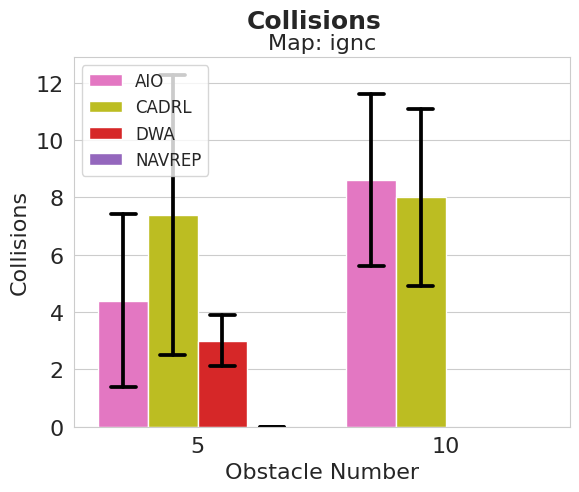 Collisions
Map: ignc
AIO
CADRL
DWA
NAVREP
Collisions
12
10
8
6
4
2
0
5
10
Obstacle Number